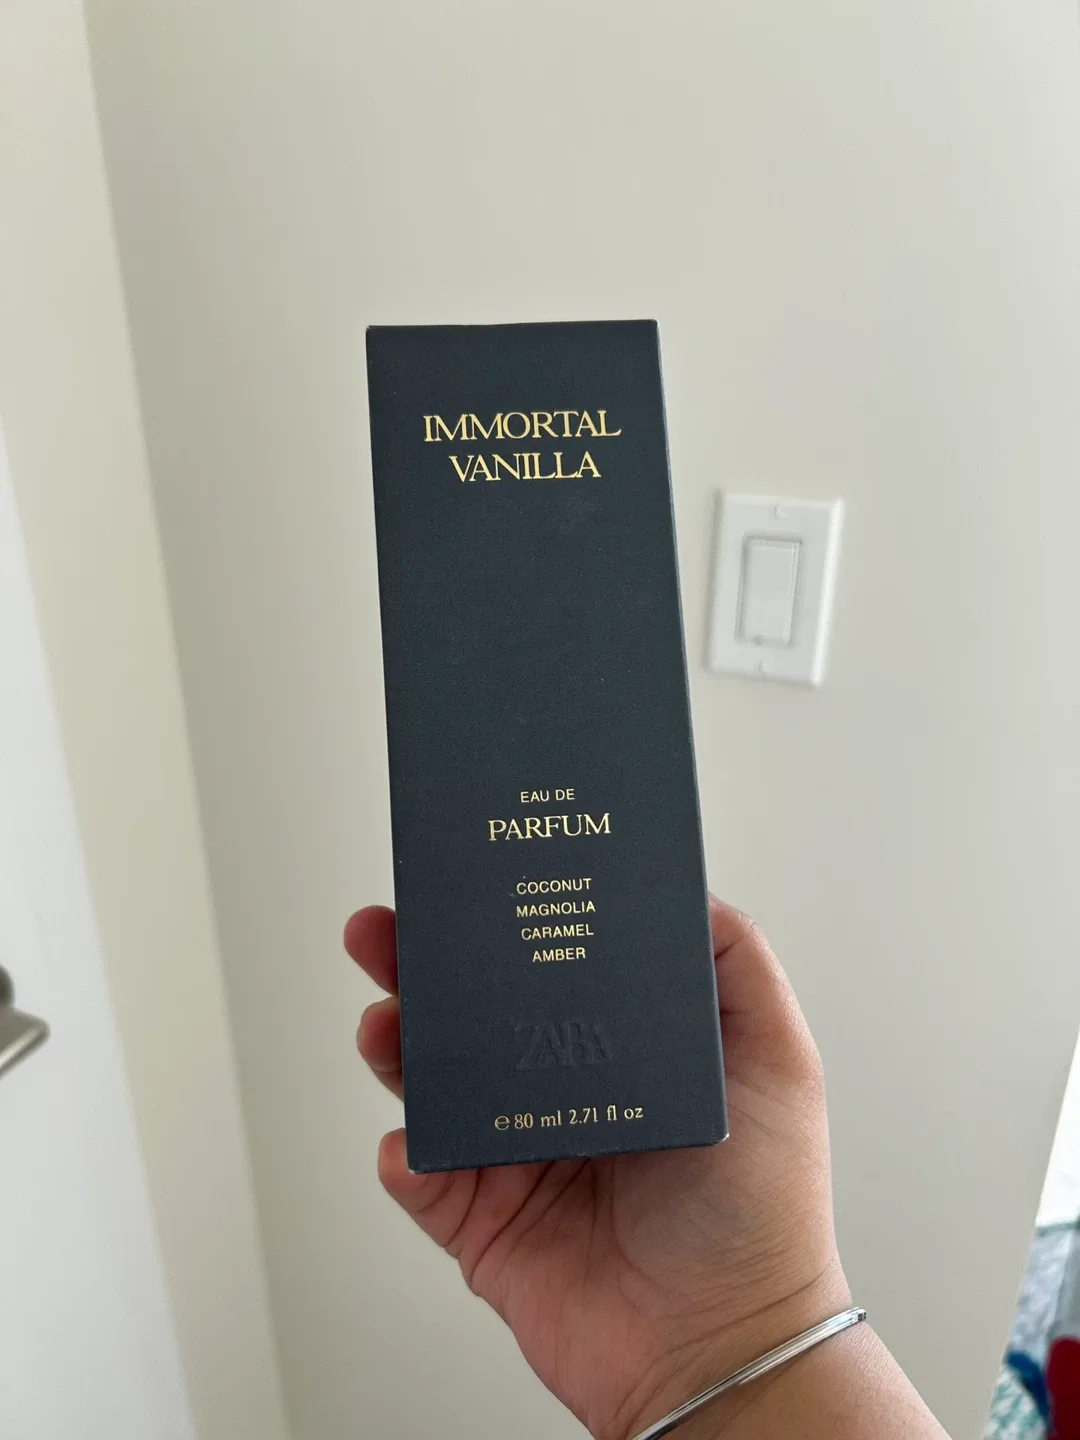 IMMORTAL
VANILLA
EAU DE
PARFUM
COCONUT
MAGNOLIA
CARAMEL
AMBER
ZARA
℮ 80 ml 2.71 fl oz